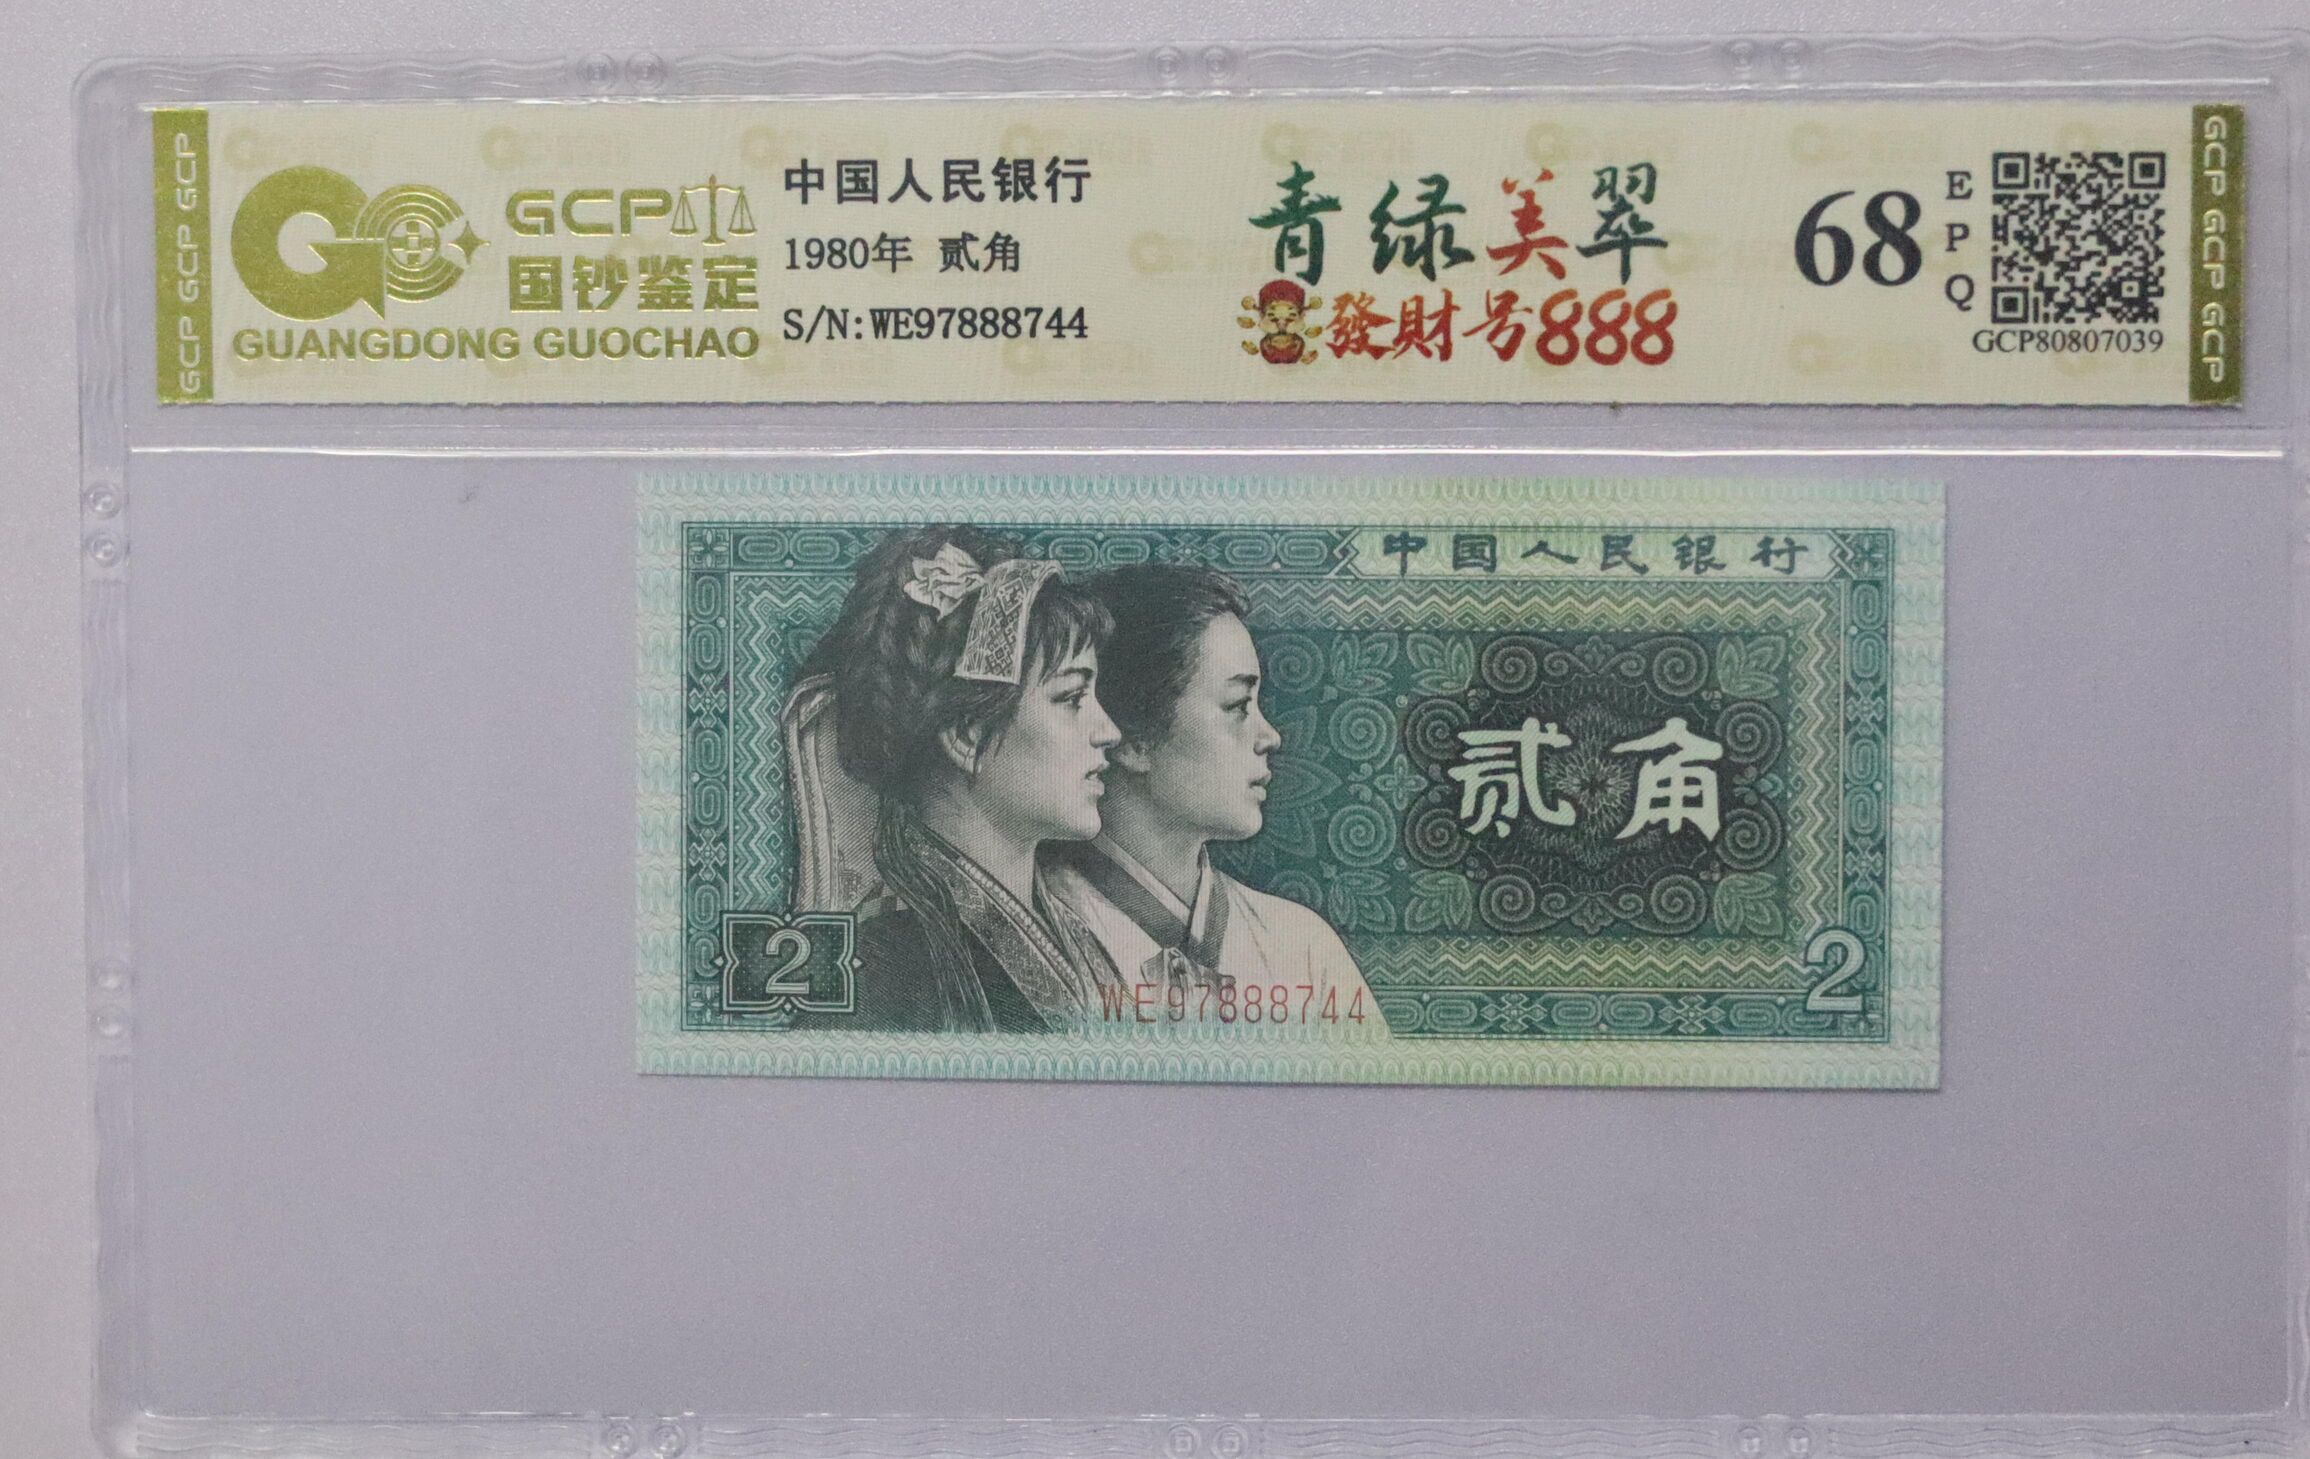 GCP GCP GCP
GCP
国钞鉴定
GUANGDONG GUOCHAO
中国人民银行
1980年 贰角
S/N:WE97888744
青绿美翠
發財号888
68
EPQ
GCP80807039
GCP GCP GCP
中国人民银行
贰角
2
2
WE97888744